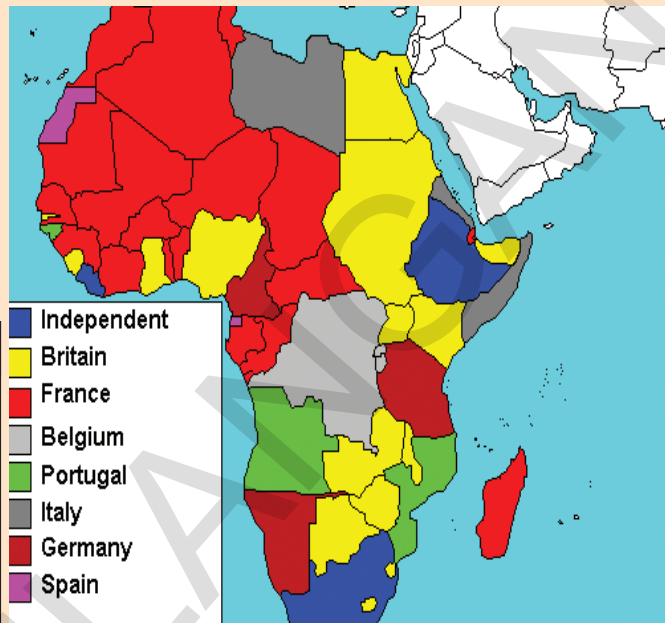 Independent
Britain
France
Belgium
Portugal
Italy
Germany
Spain